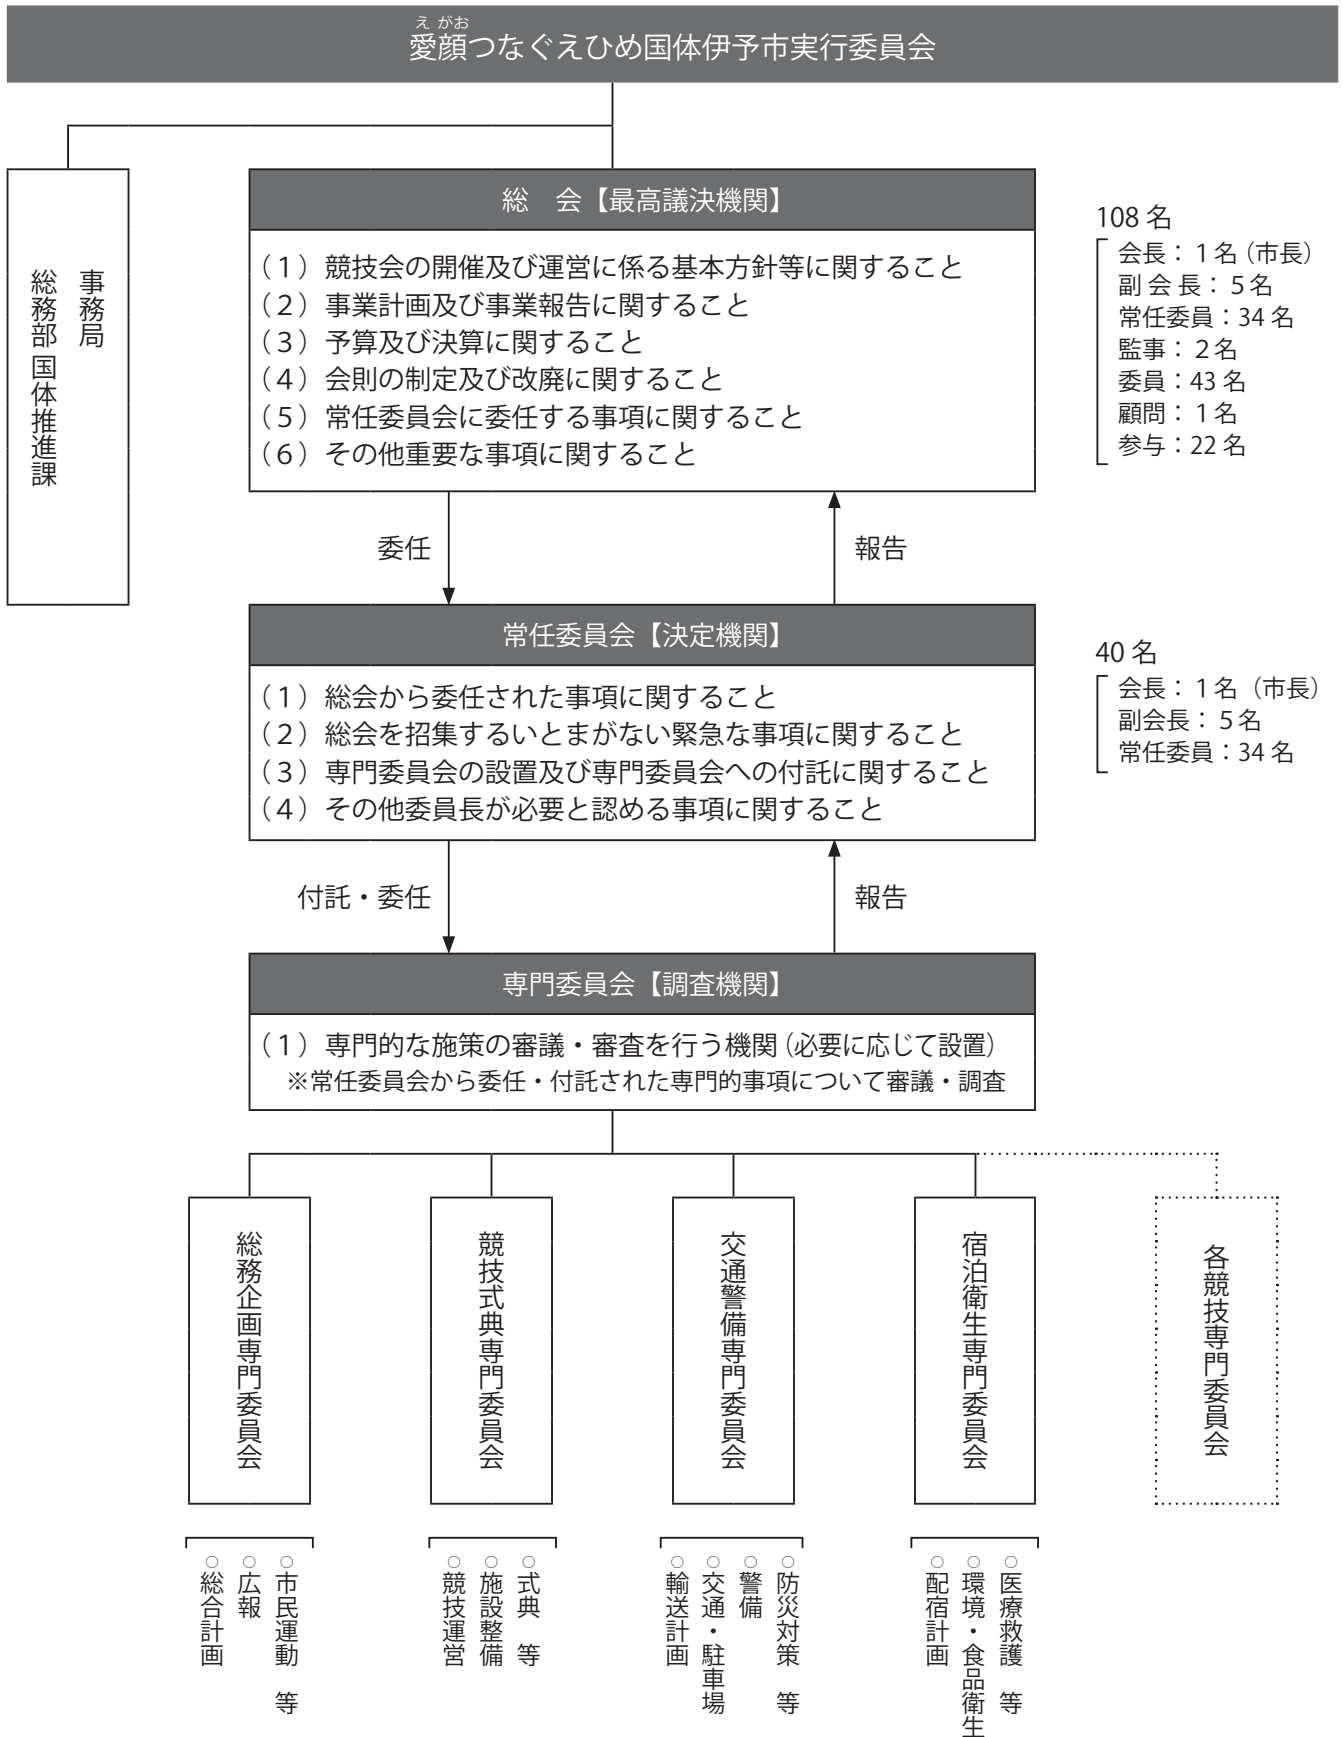 え がお
愛顔つなぐえひめ国体伊予市実行委員会
事務局
総務部 国体推進課
総　会【最高議決機関】
（１）競技会の開催及び運営に係る基本方針等に関すること
（２）事業計画及び事業報告に関すること
（３）予算及び決算に関すること
（４）会則の制定及び改廃に関すること
（５）常任委員会に委任する事項に関すること
（６）その他重要な事項に関すること
108 名
会長：１名（市長）
副 会 長：５名
常任委員：34 名
監事：２名
委員：43 名
顧問：１名
参与：22 名
委任
報告
常任委員会【決定機関】
（１）総会から委任された事項に関すること
（２）総会を招集するいとまがない緊急な事項に関すること
（３）専門委員会の設置及び専門委員会への付託に関すること
（４）その他委員長が必要と認める事項に関すること
40 名
会長：１名（市長）
副会長：５名
常任委員：34 名
付託・委任
報告
専門委員会【調査機関】
（１）専門的な施策の審議・審査を行う機関（必要に応じて設置）
※常任委員会から委任・付託された専門的事項について審議・調査
総務企画専門委員会
競技式典専門委員会
交通警備専門委員会
宿泊衛生専門委員会
各競技専門委員会
○市民運動　等
○広報
○総合計画
○式典　等
○施設整備
○競技運営
○防災対策　等
○警備
○交通・駐車場
○輸送計画
○医療救護　等
○環境・食品衛生
○配宿計画